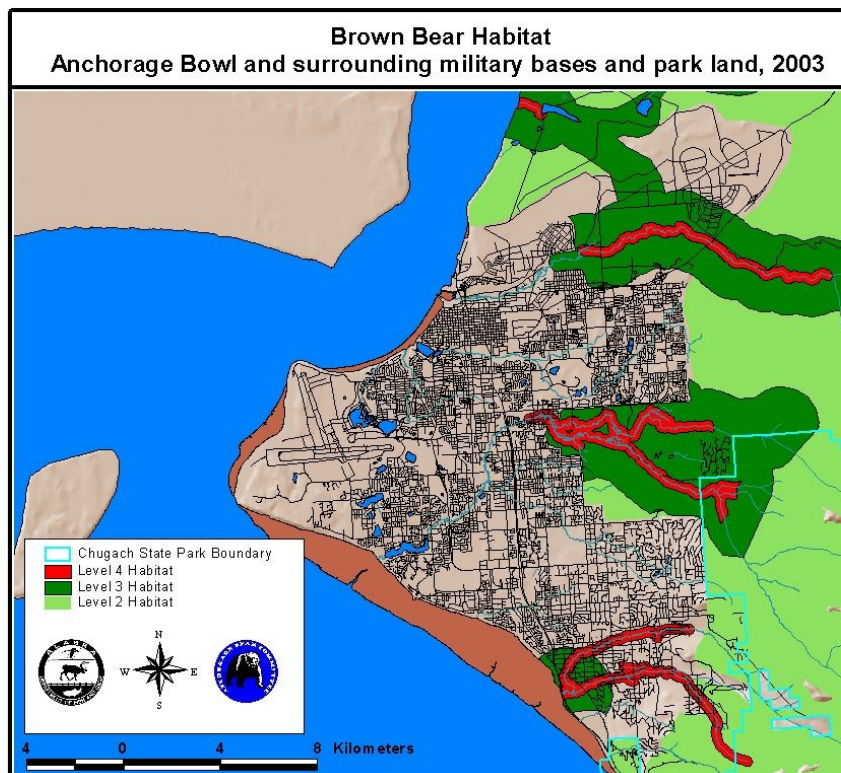 Brown Bear Habitat
Anchorage Bowl and surrounding military bases and park land, 2003
Chugach State Park Boundary
Level 4 Habitat
Level 3 Habitat
Level 2 Habitat
N
W E
S
4 0 4 8 Kilometers